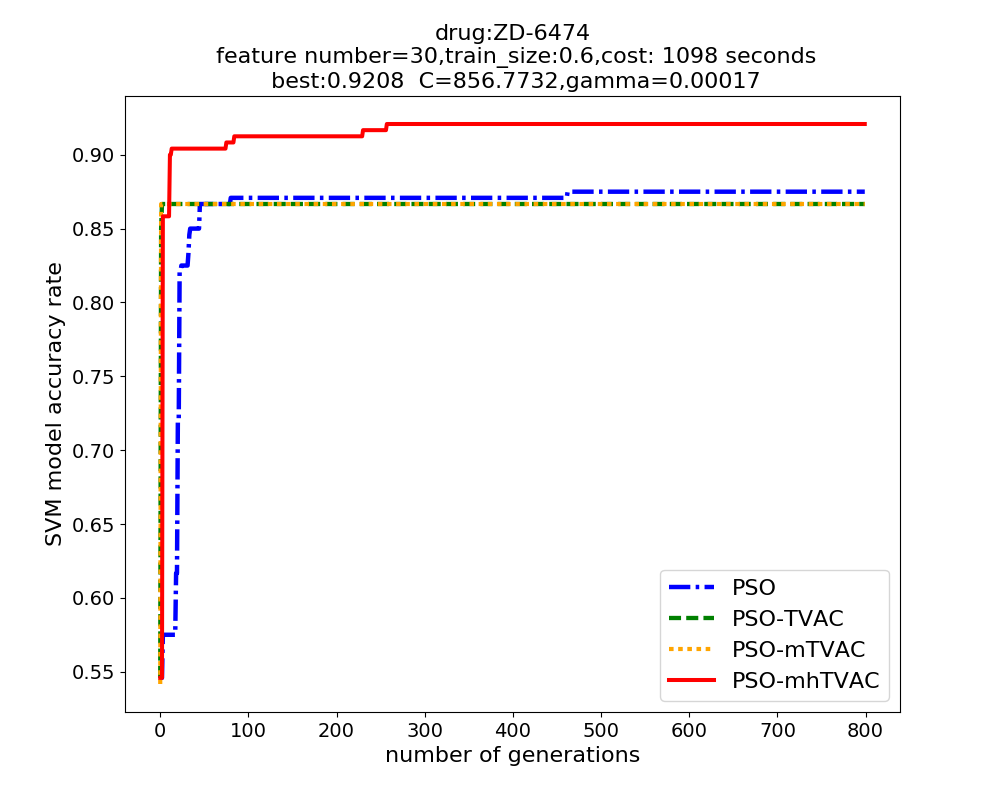 drug:ZD-6474
feature number=30,train_size:0.6,cost: 1098 seconds
best:0.9208  C=856.7732,gamma=0.00017
SVM model accuracy rate
0.90
0.85
0.80
0.75
0.70
0.65
0.60
0.55
PSO
PSO-TVAC
PSO-mTVAC
PSO-mhTVAC
0 100 200 300 400 500 600 700 800
number of generations